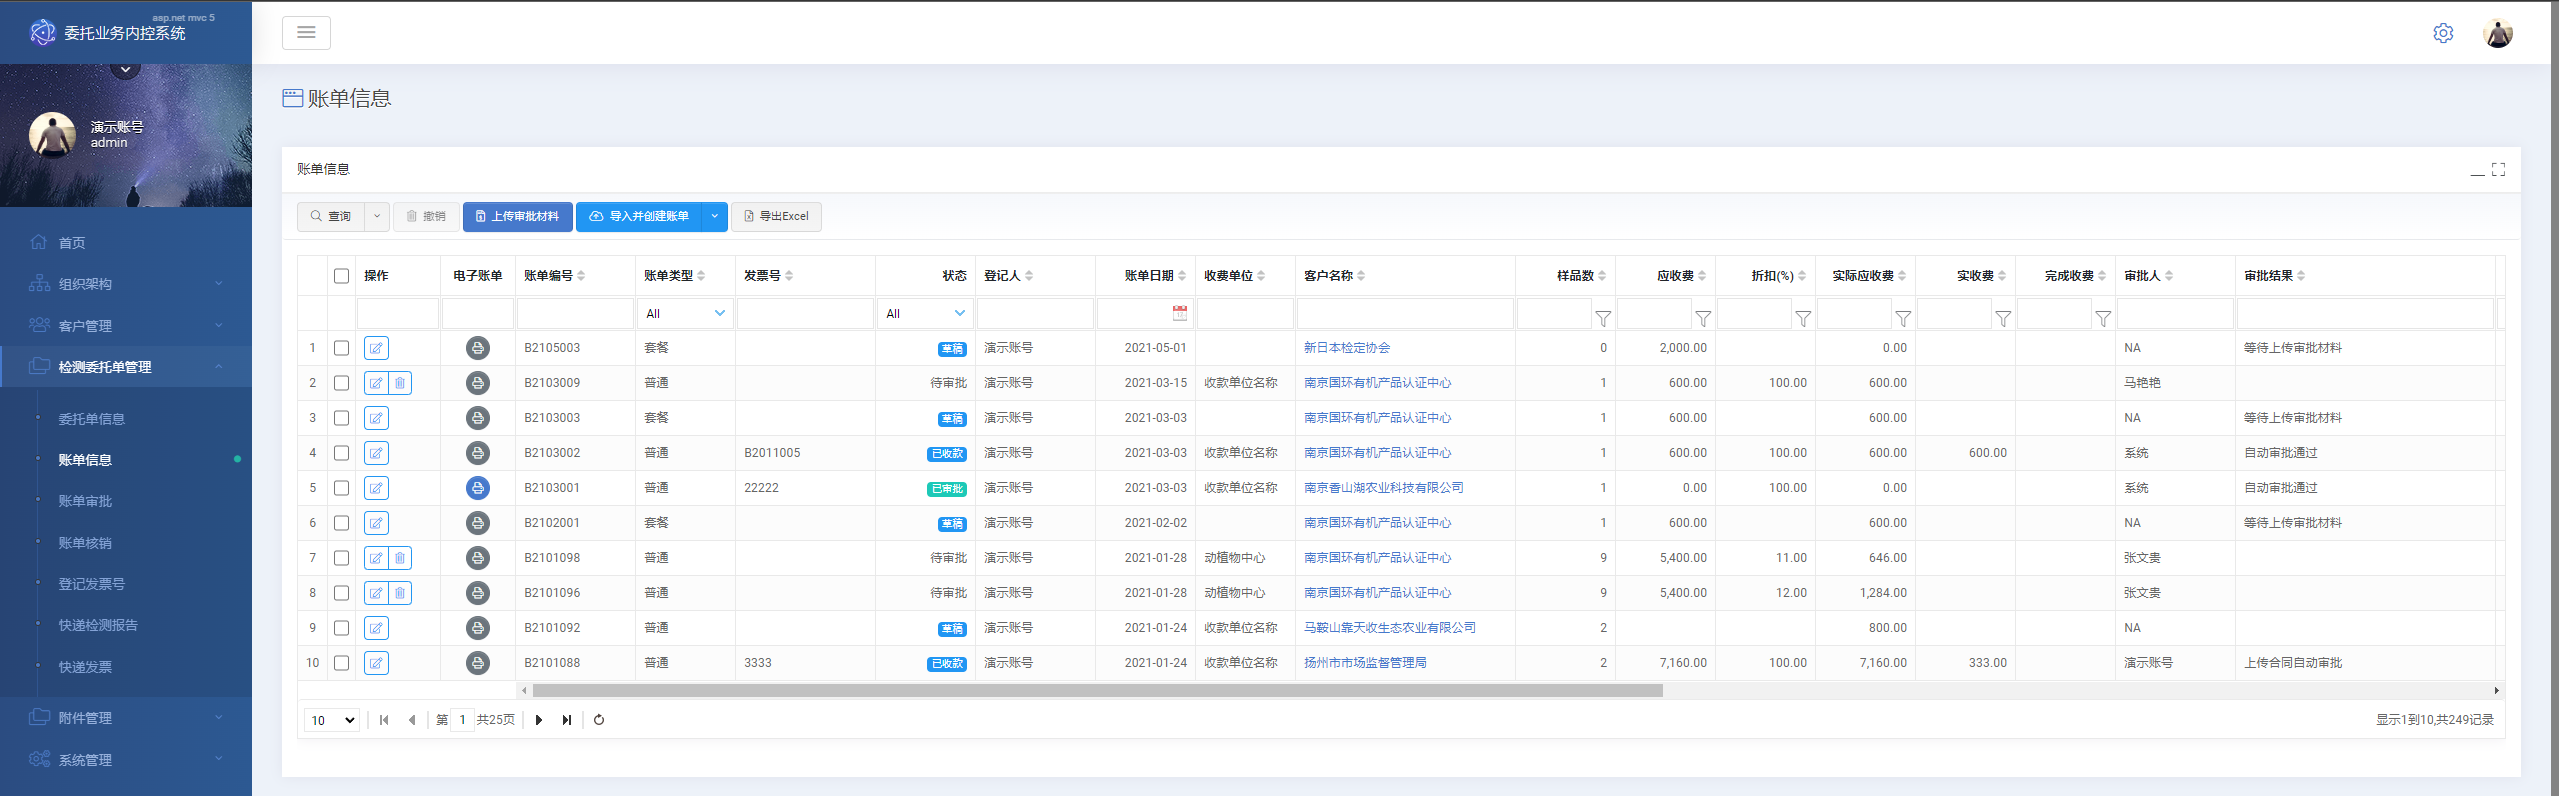 asp.net mvc 5
委托业务内控系统
演示账号
admin
首页
组织架构
客户管理
检测委托单管理
委托单信息
账单信息
账单审批
账单核销
登记发票号
快递检测报告
快递发票
附件管理
系统管理
账单信息
账单信息
查询 撤销 上传审批材料 导入并创建账单 导出Excel
操作 电子账单 账单编号 账单类型 发票号 状态 登记人 账单日期 收费单位 客户名称 样品数 应收费 折扣(%) 实际应收费 实收费 完成收费 审批人 审批结果
All All
1 B2105003 套餐 草稿 演示账号 2021-05-01 新日本检定协会 0 2,000.00 0.00 NA 等待上传审批材料
2 B2103009 普通 待审批 演示账号 2021-03-15 收款单位名称 南京国环有机产品认证中心 1 600.00 100.00 600.00 马艳艳
3 B2103003 套餐 草稿 演示账号 2021-03-03 南京国环有机产品认证中心 1 600.00 600.00 NA 等待上传审批材料
4 B2103002 普通 B2011005 已收款 演示账号 2021-03-03 收款单位名称 南京国环有机产品认证中心 1 600.00 100.00 600.00 600.00 系统 自动审批通过
5 B2103001 普通 22222 已审批 演示账号 2021-03-03 收款单位名称 南京香山湖农业科技有限公司 1 0.00 100.00 0.00 系统 自动审批通过
6 B2102001 套餐 草稿 演示账号 2021-02-02 南京国环有机产品认证中心 1 600.00 600.00 NA 等待上传审批材料
7 B2101098 普通 待审批 演示账号 2021-01-28 动植物中心 南京国环有机产品认证中心 9 5,400.00 11.00 646.00 张文贵
8 B2101096 普通 待审批 演示账号 2021-01-28 动植物中心 南京国环有机产品认证中心 9 5,400.00 12.00 1,284.00 张文贵
9 B2101092 普通 草稿 演示账号 2021-01-24 收款单位名称 马鞍山靠天收生态农业有限公司 2 800.00 NA
10 B2101088 普通 3333 已收款 演示账号 2021-01-24 收款单位名称 扬州市市场监督管理局 2 7,160.00 100.00 7,160.00 333.00 演示账号 上传合同自动审批
10 第 1 共25页 显示1到10,共249记录